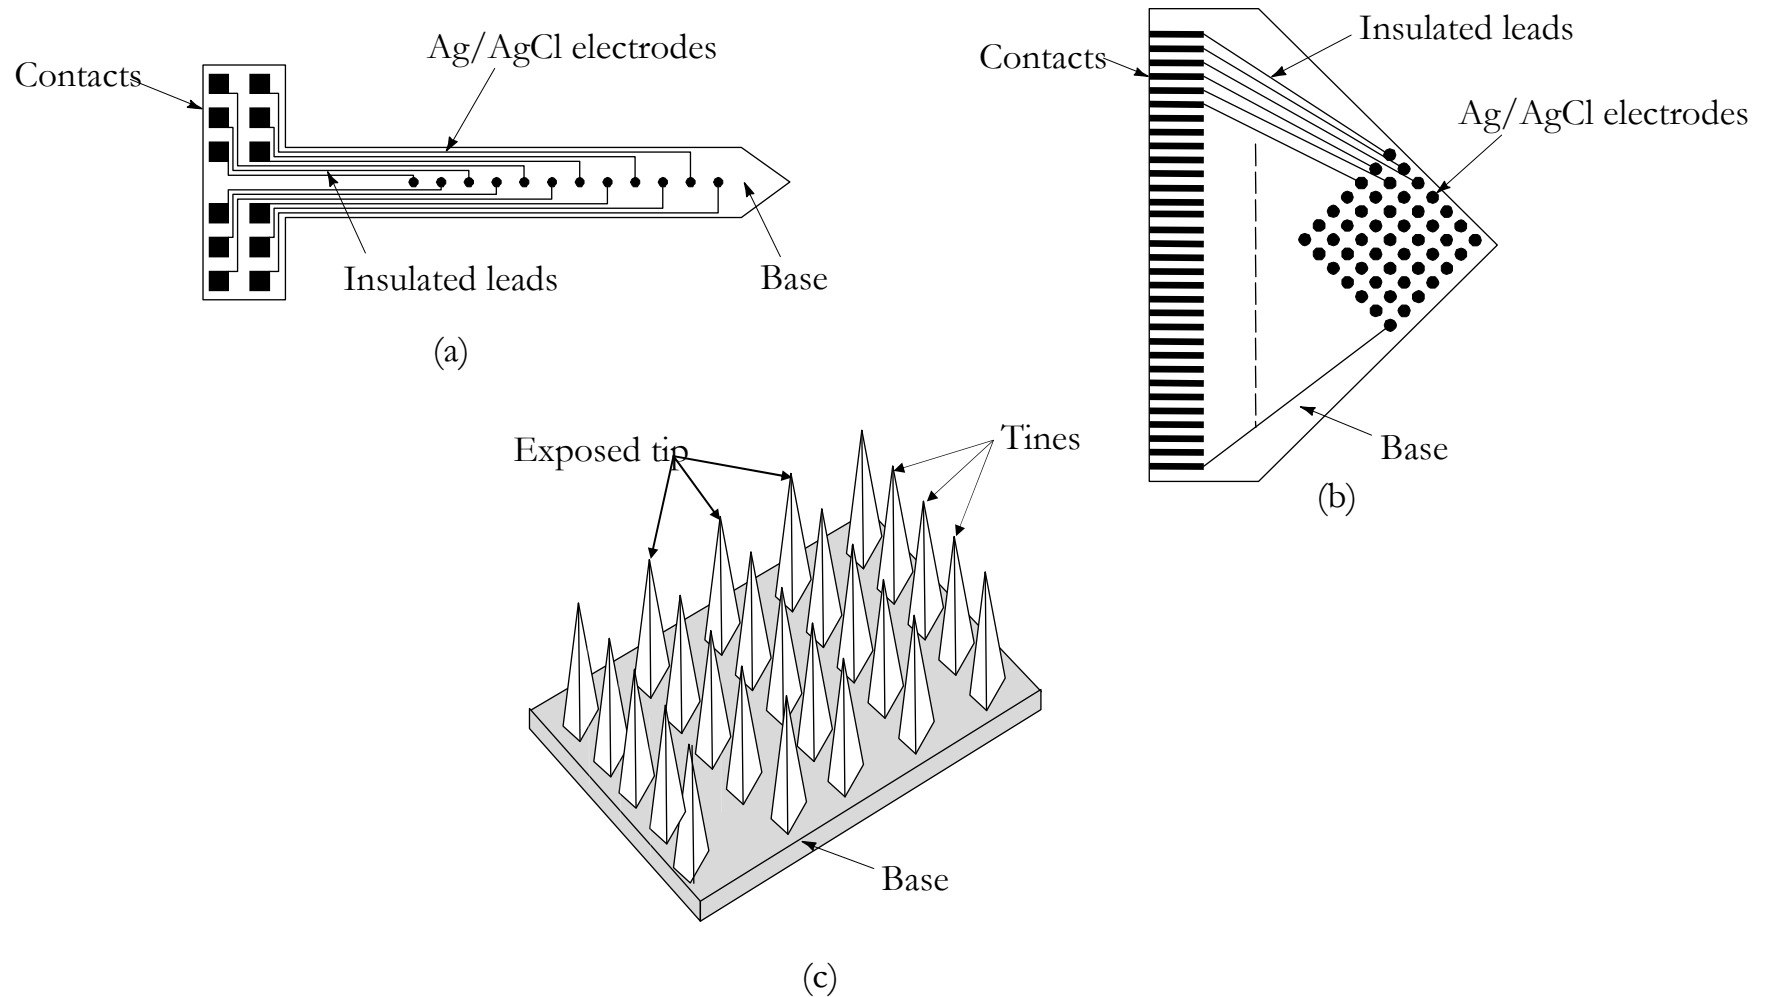 Ag/AgCl electrodes
Contacts
Insulated leads
Base
(a)
Insulated leads
Contacts
Ag/AgCl electrodes
Base
(b)
Exposed tip
Tines
Base
(c)